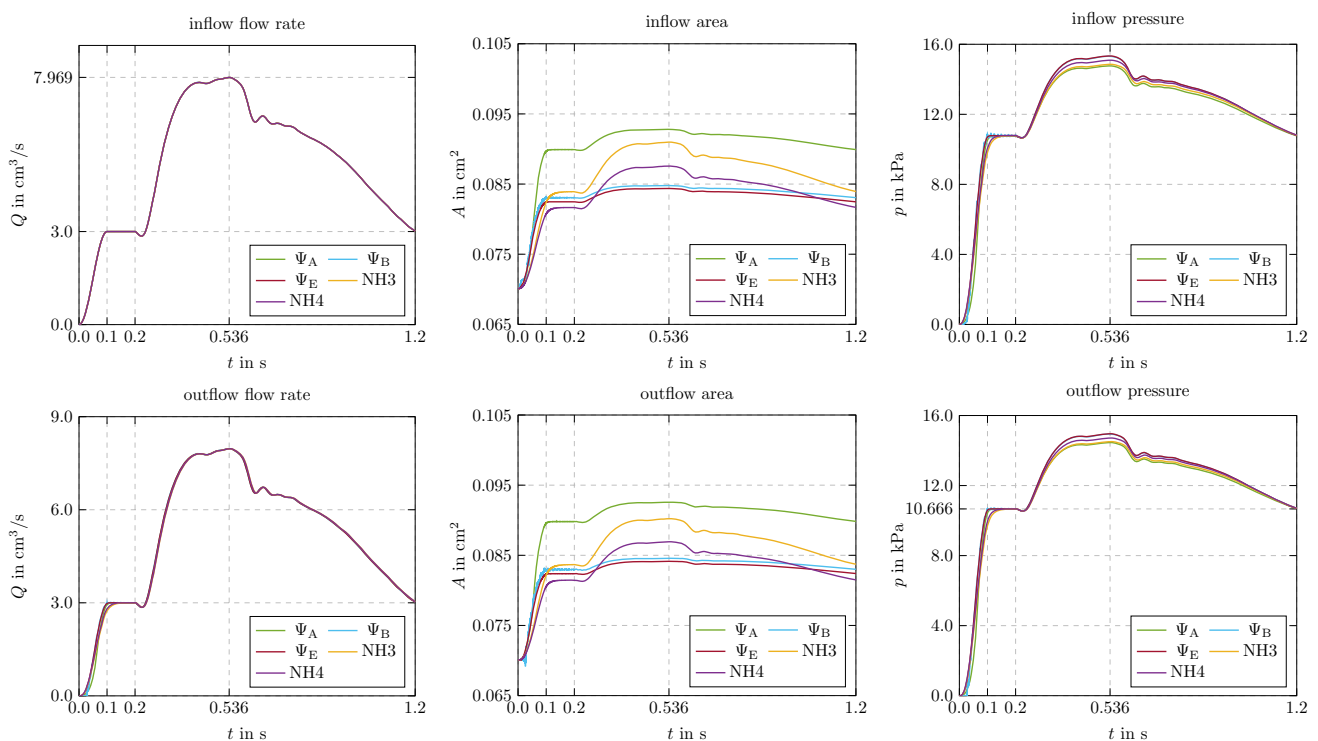 inflow flow rate
7.969
3.0
0.0
Q in cm³/s
0.0 0.1 0.2 0.536 1.2
t in s
Ψ_A Ψ_B
Ψ_E NH3
NH4
inflow area
0.105
0.095
0.085
0.075
0.065
A in cm²
0.0 0.1 0.2 0.536 1.2
t in s
Ψ_A Ψ_B
Ψ_E NH3
NH4
inflow pressure
16.0
12.0
8.0
4.0
0.0
p in kPa
0.0 0.1 0.2 0.536 1.2
t in s
Ψ_A Ψ_B
Ψ_E NH3
NH4
outflow flow rate
9.0
6.0
3.0
0.0
Q in cm³/s
0.0 0.1 0.2 0.536 1.2
t in s
Ψ_A Ψ_B
Ψ_E NH3
NH4
outflow area
0.105
0.095
0.085
0.075
0.065
A in cm²
0.0 0.1 0.2 0.536 1.2
t in s
Ψ_A Ψ_B
Ψ_E NH3
NH4
outflow pressure
16.0
12.0
10.666
8.0
4.0
0.0
p in kPa
0.0 0.1 0.2 0.536 1.2
t in s
Ψ_A Ψ_B
Ψ_E NH3
NH4